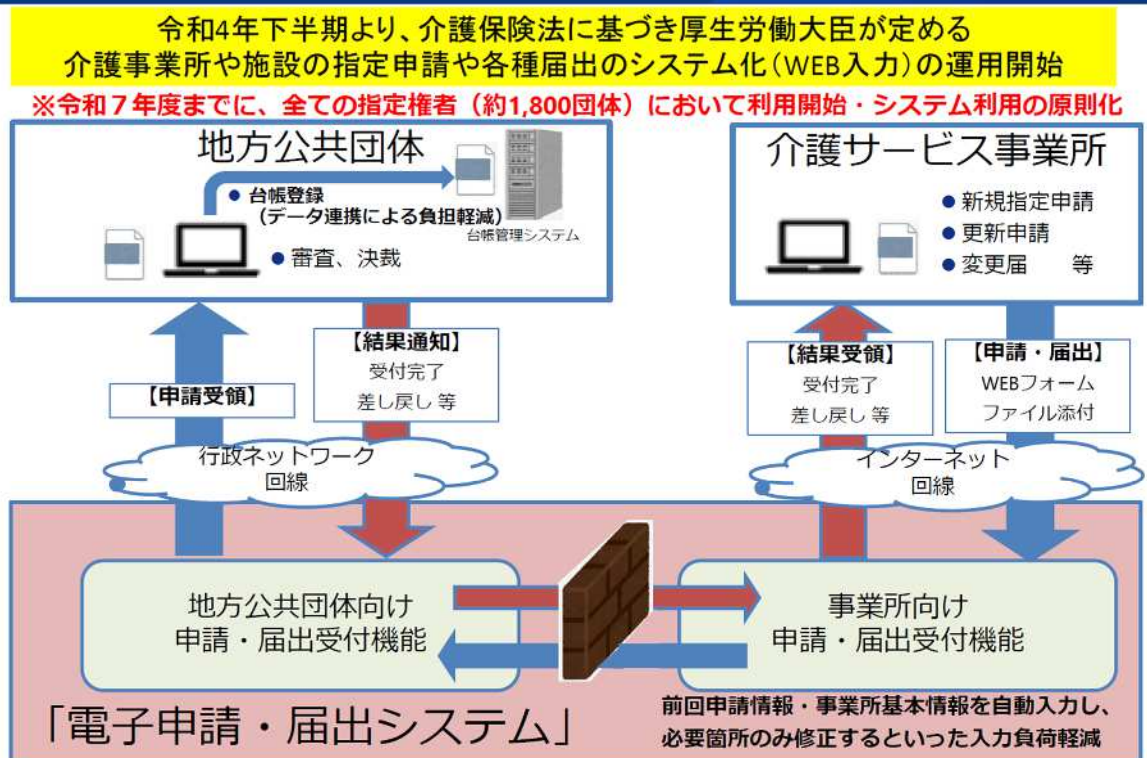 令和4年下半期より、介護保険法に基づき厚生労働大臣が定める
介護事業所や施設の指定申請や各種届出のシステム化(WEB入力)の運用開始
※令和７年度までに、全ての指定権者（約1,800団体）において利用開始・システム利用の原則化
地方公共団体
● 台帳登録
(データ連携による負担軽減)
台帳管理システム
● 審査、決裁
介護サービス事業所
● 新規指定申請
● 更新申請
● 変更届　　等
【申請受領】
【結果通知】
受付完了
差し戻し 等
【結果受領】
受付完了
差し戻し 等
【申請・届出】
WEBフォーム
ファイル添付
行政ネットワーク
回線
インターネット
回線
地方公共団体向け
申請・届出受付機能
事業所向け
申請・届出受付機能
「電子申請・届出システム」
前回申請情報・事業所基本情報を自動入力し、
必要箇所のみ修正するといった入力負荷軽減